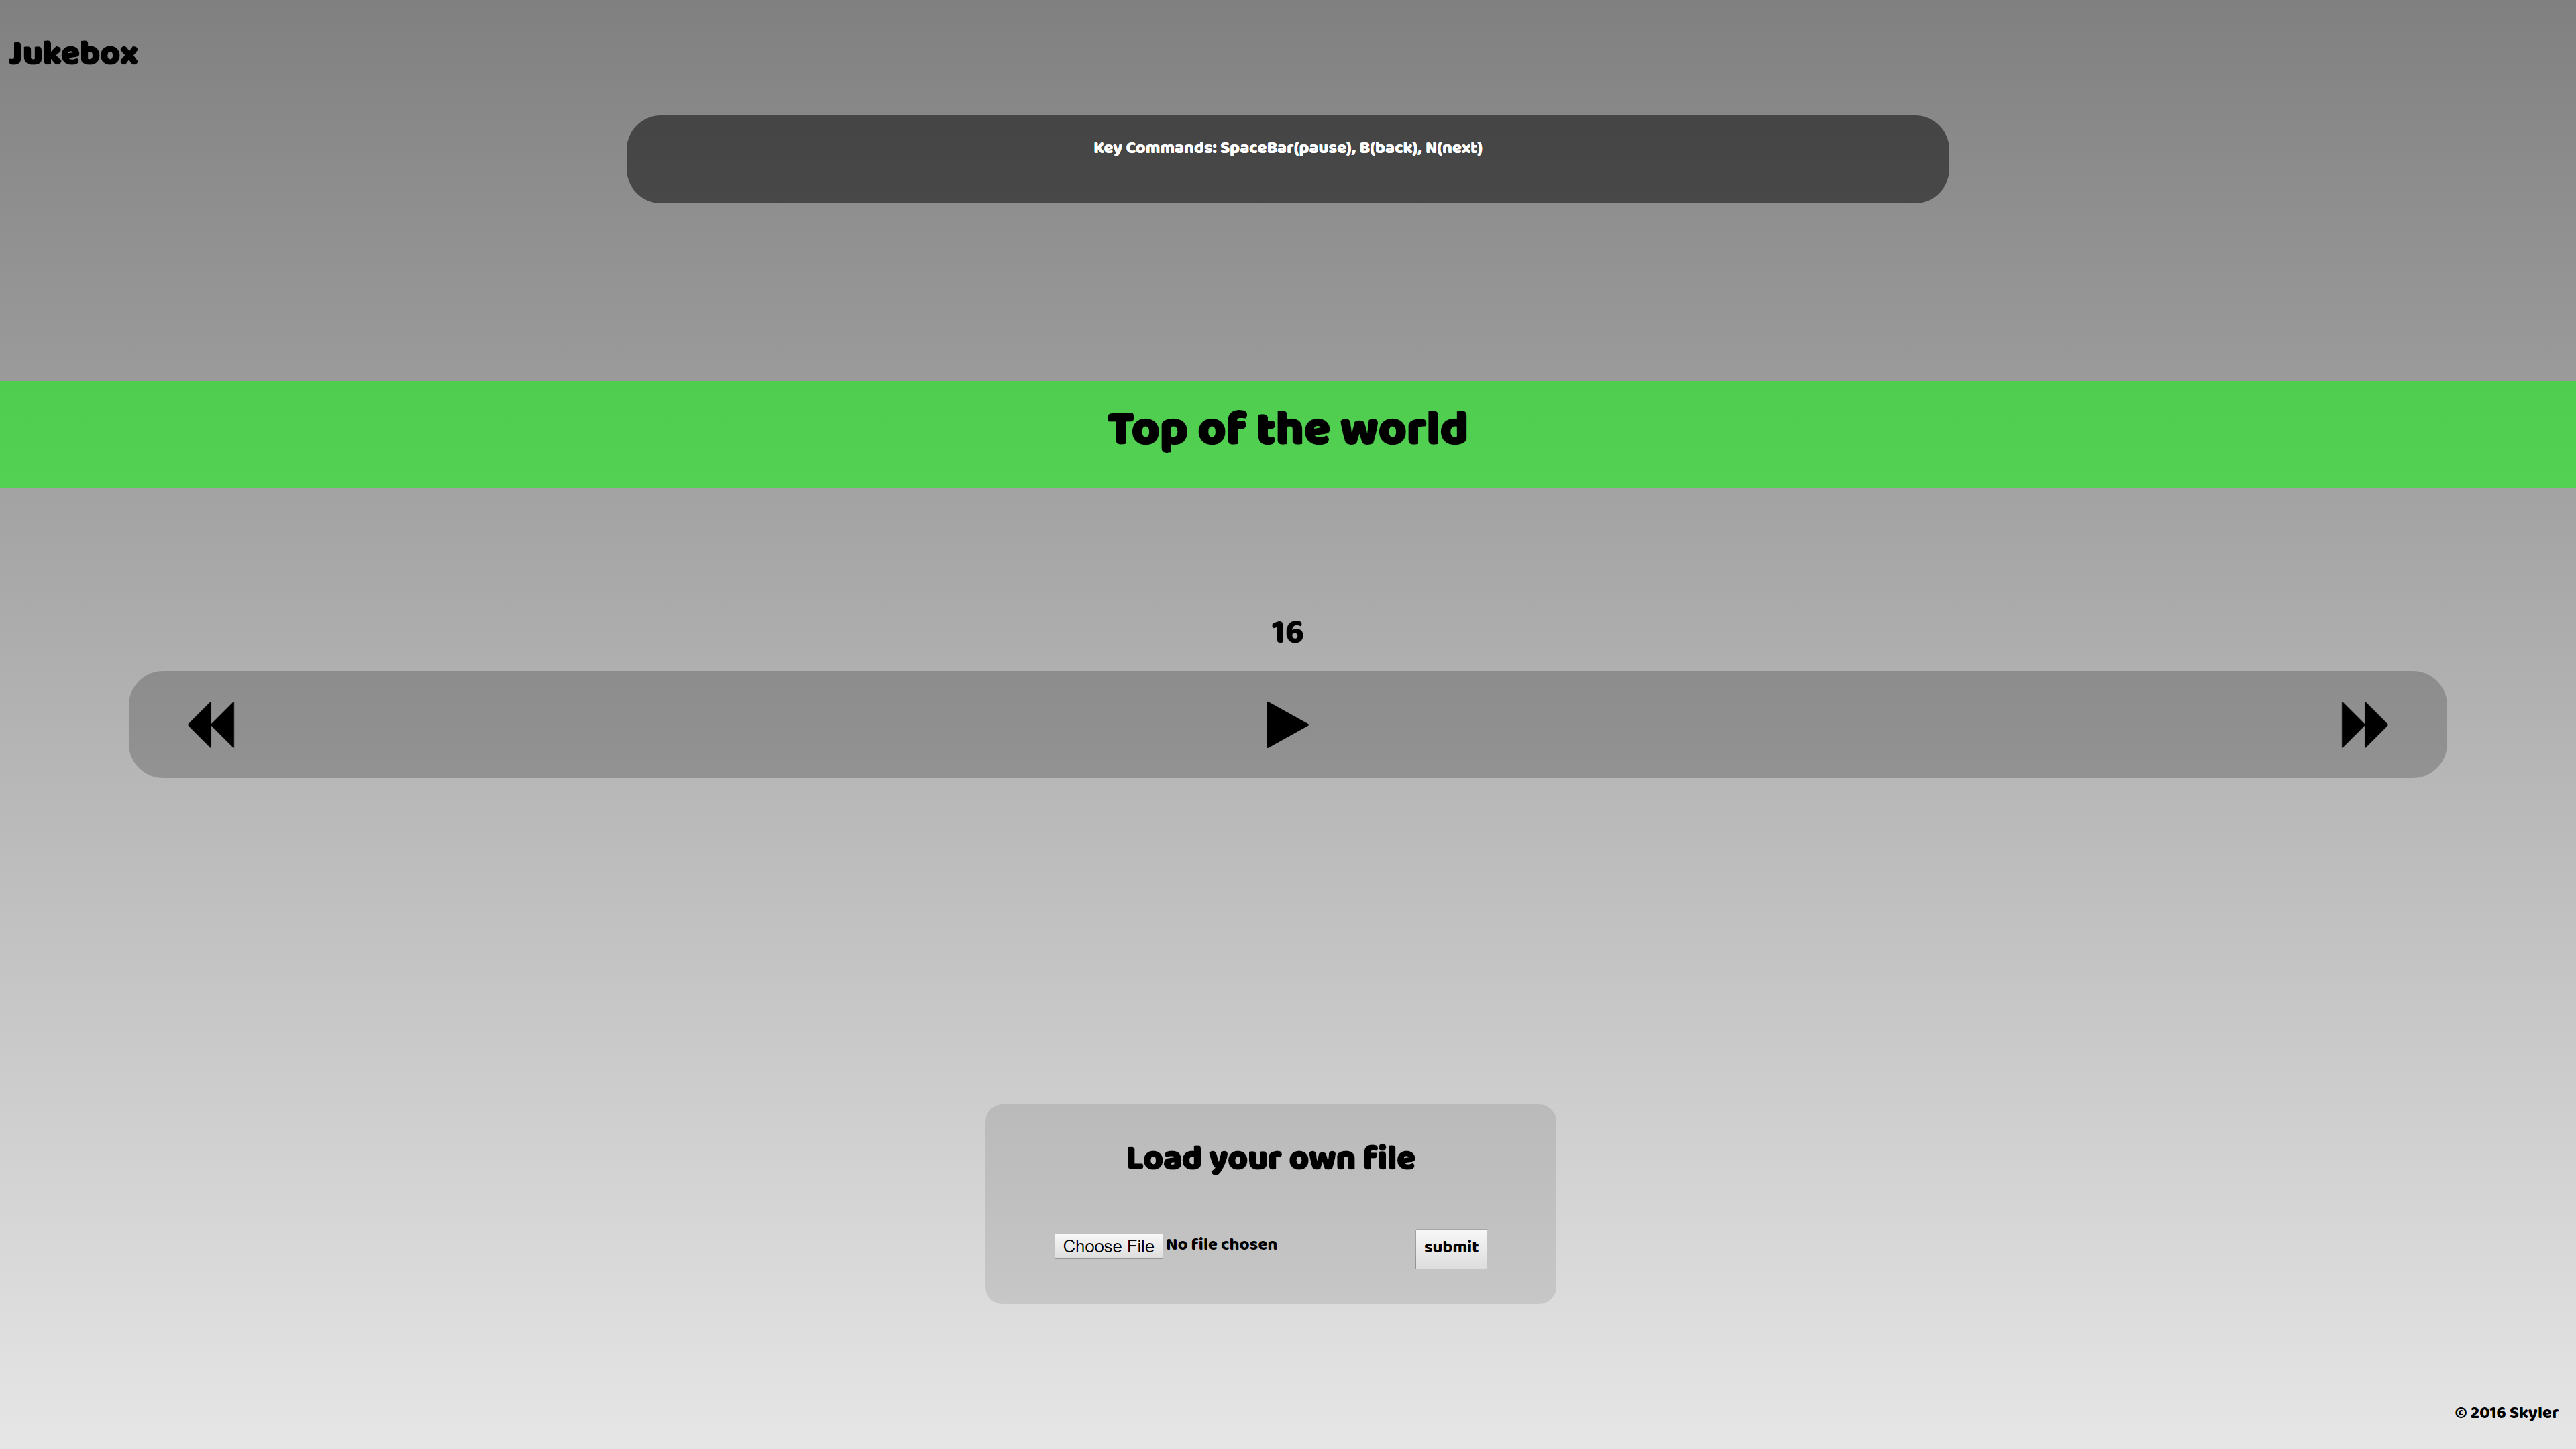 Jukebox
Key Commands: SpaceBar(pause), B(back), N(next)
Top of the world
16
Load your own file
Choose File No file chosen
submit
© 2016 Skyler